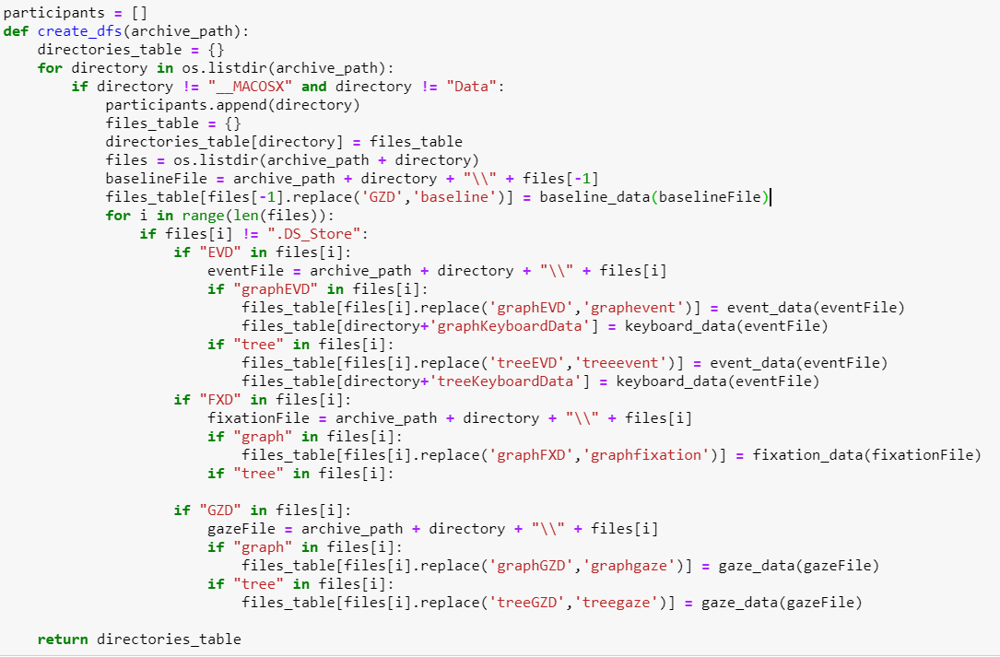 participants = []
def create_dfs(archive_path):
    directories_table = {}
    for directory in os.listdir(archive_path):
        if directory != "__MACOSX" and directory != "Data":
            participants.append(directory)
            files_table = {}
            directories_table[directory] = files_table
            files = os.listdir(archive_path + directory)
            baselineFile = archive_path + directory + "\\" + files[-1]
            files_table[files[-1].replace('GZD','baseline')] = baseline_data(baselineFile)
            for i in range(len(files)):
                if files[i] != ".DS_Store":
                    if "EVD" in files[i]:
                        eventFile = archive_path + directory + "\\" + files[i]
                        if "graphEVD" in files[i]:
                            files_table[files[i].replace('graphEVD','graphevent')] = event_data(eventFile)
                            files_table[directory+'graphKeyboardData'] = keyboard_data(eventFile)
                        if "tree" in files[i]:
                            files_table[files[i].replace('treeEVD','treeevent')] = event_data(eventFile)
                            files_table[directory+'treeKeyboardData'] = keyboard_data(eventFile)
                    if "FXD" in files[i]:
                        fixationFile = archive_path + directory + "\\" + files[i]
                        if "graph" in files[i]:
                            files_table[files[i].replace('graphFXD','graphfixation')] = fixation_data(fixationFile)
                        if "tree" in files[i]:

                    if "GZD" in files[i]:
                        gazeFile = archive_path + directory + "\\" + files[i]
                        if "graph" in files[i]:
                            files_table[files[i].replace('graphGZD','graphgaze')] = gaze_data(gazeFile)
                        if "tree" in files[i]:
                            files_table[files[i].replace('treeGZD','treegaze')] = gaze_data(gazeFile)

    return directories_table